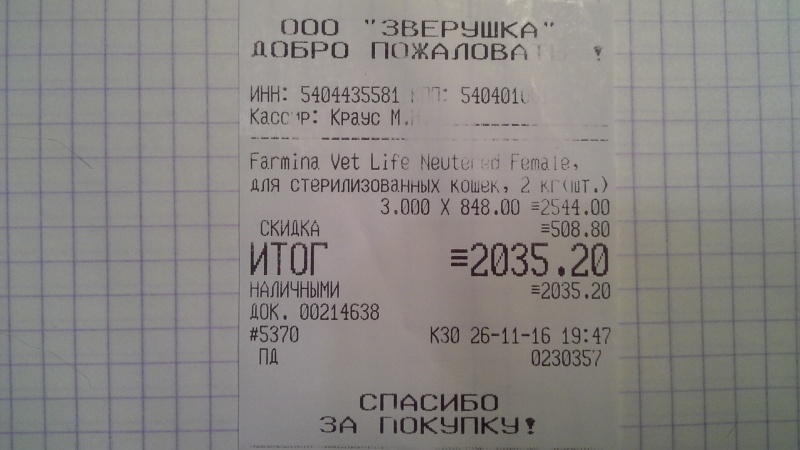 ООО "ЗВЕРУШКА"
ДОБРО ПОЖАЛОВАТЬ !
ИНН: 5404435581 КПП:
Кассир: Краус М.
Farmina Vet Life Neutered Female,
для стерилизованных кошек, 2 кг(шт.)
3.000 X 848.00 ≡2544.00
СКИДКА ≡508.80
ИТОГ ≡2035.20
НАЛИЧНЫМИ ≡2035.20
ДОК. 00214638
#5370 К30 26-11-16 19:47
ПД 0230357
СПАСИБО
ЗА ПОКУПКУ!